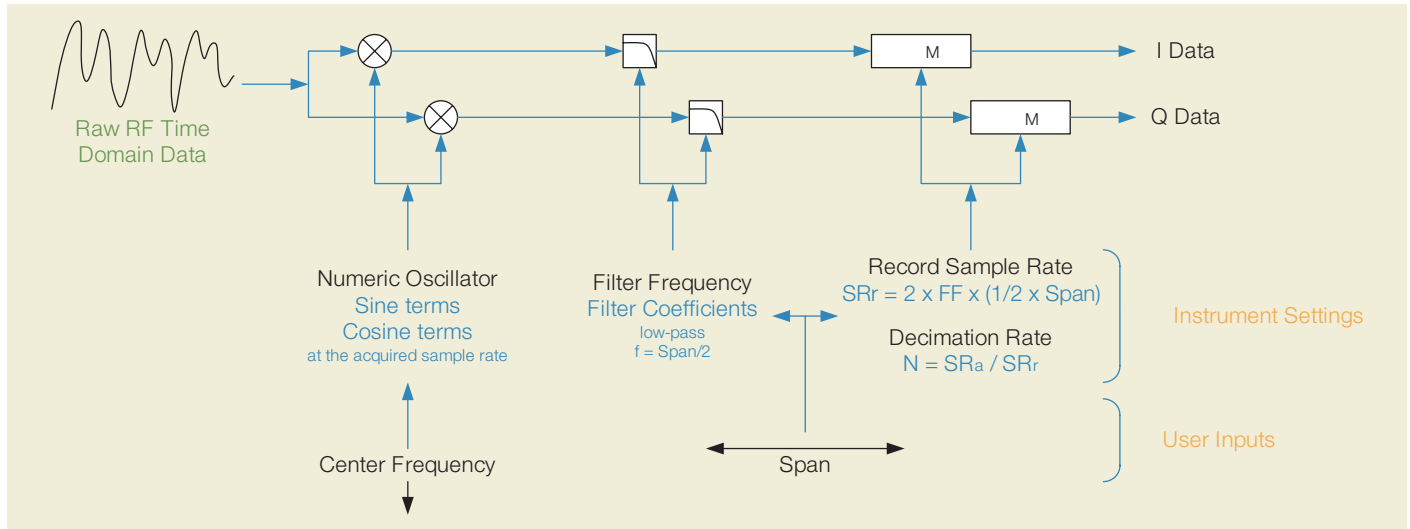 I Data
Q Data
Raw RF Time
Domain Data
M
M
Numeric Oscillator
Sine terms
Cosine terms
at the acquired sample rate
Filter Frequency
Filter Coefficients
low-pass
f = Span/2
Record Sample Rate
SRr = 2 x FF x (1/2 x Span)
Decimation Rate
N = SRa / SRr
Instrument Settings
User Inputs
Center Frequency
Span